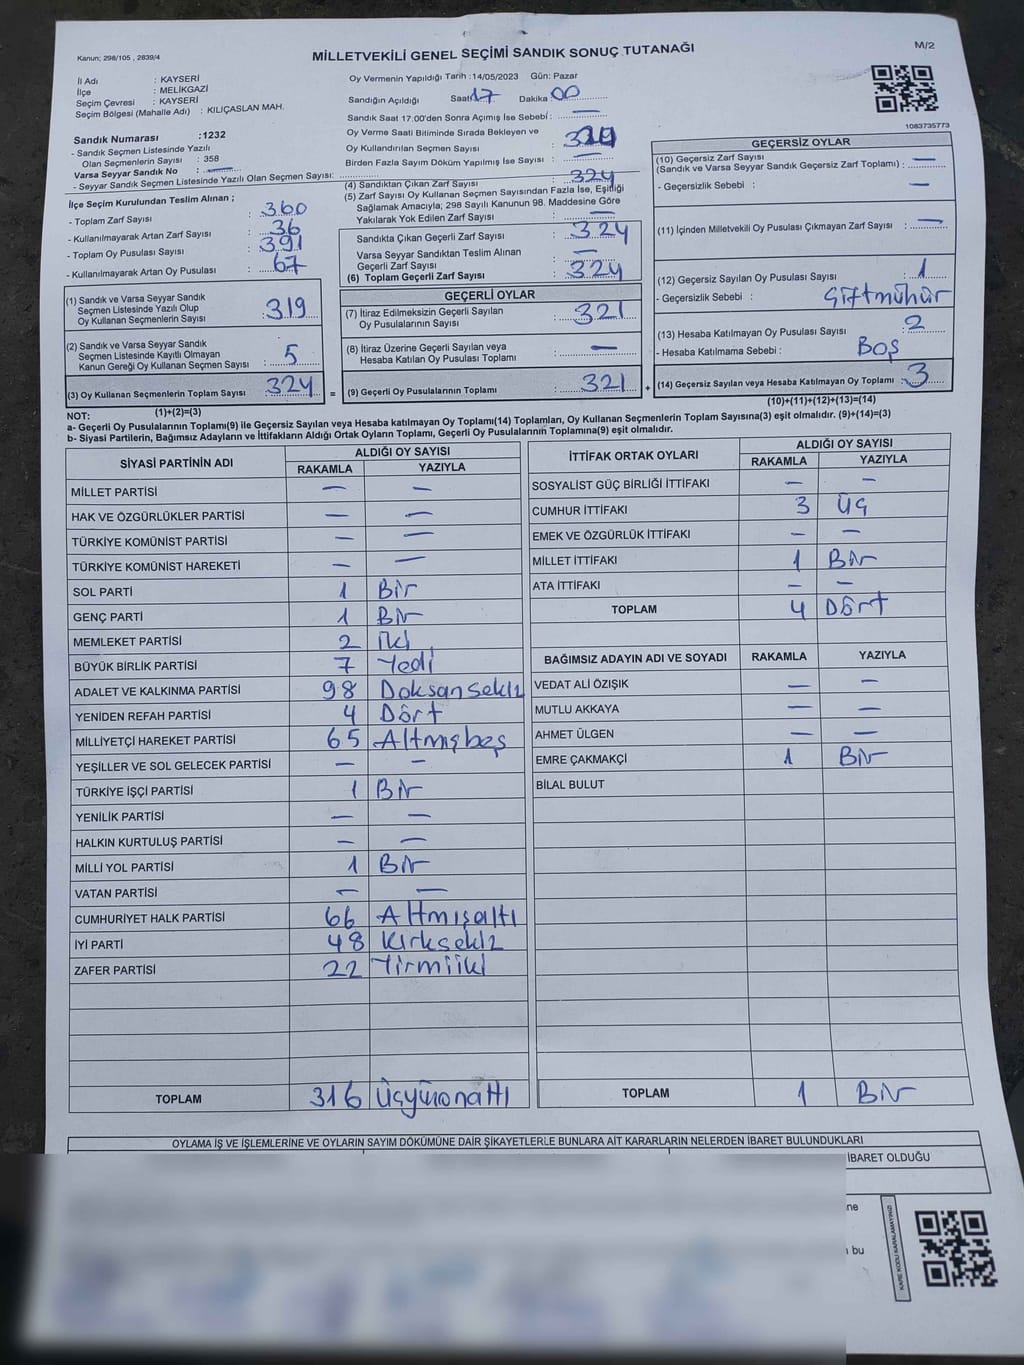 Kanun; 298/105 , 2839/4
MİLLETVEKİLİ GENEL SEÇİMİ SANDIK SONUÇ TUTANAĞI
M/2
İl Adı : KAYSERİ
İlçe : MELİKGAZİ
Seçim Çevresi : KAYSERİ
Seçim Bölgesi (Mahalle Adı) : KILIÇASLAN MAH.
Sandık Numarası :1232
- Sandık Seçmen Listesinde Yazılı
Olan Seçmenlerin Sayısı : 358
Varsa Seyyar Sandık No : —
- Seyyar Sandık Seçmen Listesinde Yazılı Olan Seçmen Sayısı:
Oy Vermenin Yapıldığı Tarih :14/05/2023 Gün: Pazar
Sandığın Açıldığı Saat 17 Dakika 00
Sandık Saat 17:00'den Sonra Açımış İse Sebebi : —
Oy Verme Saati Bitiminde Sırada Bekleyen ve
Oy Kullandırılan Seçmen Sayısı :
Birden Fazla Sayım Döküm Yapılmış İse Sayısı : —
1083735773
İlçe Seçim Kurulundan Teslim Alınan ;
- Toplam Zarf Sayısı : 360
- Kullanılmayarak Artan Zarf Sayısı : 36
- Toplam Oy Pusulası Sayısı : 391
- Kullanılmayarak Artan Oy Pusulası : 67
(1) Sandık ve Varsa Seyyar Sandık
Seçmen Listesinde Yazılı Olup
Oy Kullanan Seçmenlerin Sayısı : 319
(2) Sandık ve Varsa Seyyar Sandık
Seçmen Listesinde Kayıtlı Olmayan
Kanun Gereği Oy Kullanan Seçmen Sayısı : 5
(3) Oy Kullanan Seçmenlerin Toplam Sayısı : 324
(1)+(2)=(3)
(4) Sandıktan Çıkan Zarf Sayısı : 324
(5) Zarf Sayısı Oy Kullanan Seçmen Sayısından Fazla İse, Eşitliği
Sağlamak Amacıyla; 298 Sayılı Kanunun 98. Maddesine Göre
Yakılarak Yok Edilen Zarf Sayısı : —
Sandıkta Çıkan Geçerli Zarf Sayısı : 324
Varsa Seyyar Sandıktan Teslim Alınan
Geçerli Zarf Sayısı : —
(6) Toplam Geçerli Zarf Sayısı : 324
=
GEÇERLİ OYLAR
(7) İtiraz Edilmeksizin Geçerli Sayılan
Oy Pusulalarının Sayısı : 321
(8) İtiraz Üzerine Geçerli Sayılan veya
Hesaba Katılan Oy Pusulası Toplamı : —
(9) Geçerli Oy Pusulalarının Toplamı : 321
+
GEÇERSİZ OYLAR
(10) Geçersiz Zarf Sayısı
(Sandık ve Varsa Seyyar Sandık Geçersiz Zarf Toplamı) : —
- Geçersizlik Sebebi : —
(11) İçinden Milletvekili Oy Pusulası Çıkmayan Zarf Sayısı : —
(12) Geçersiz Sayılan Oy Pusulası Sayısı : 1
- Geçersizlik Sebebi : Çiftmühür
(13) Hesaba Katılmayan Oy Pusulası Sayısı : 2
- Hesaba Katılmama Sebebi : Boş
(14) Geçersiz Sayılan veya Hesaba Katılmayan Oy Toplamı : 3
(10)+(11)+(12)+(13)=(14)
NOT:
a- Geçerli Oy Pusulalarının Toplamı(9) ile Geçersiz Sayılan veya Hesaba katılmayan Oy Toplamı(14) Toplamları, Oy Kullanan Seçmenlerin Toplam Sayısına(3) eşit olmalıdır. (9)+(14)=(3)
b- Siyasi Partilerin, Bağımsız Adayların ve İttifakların Aldığı Ortak Oyların Toplamı, Geçerli Oy Pusulalarının Toplamına(9) eşit olmalıdır.
SİYASİ PARTİNİN ADI ALDIĞI OY SAYISI
RAKAMLA YAZIYLA
MİLLET PARTİSİ — —
HAK VE ÖZGÜRLÜKLER PARTİSİ — —
TÜRKİYE KOMÜNİST PARTİSİ — —
TÜRKİYE KOMÜNİST HAREKETİ — —
SOL PARTİ 1 Bir
GENÇ PARTİ 1 Bir
MEMLEKET PARTİSİ 2 iki
BÜYÜK BİRLİK PARTİSİ 7 Yedi
ADALET VE KALKINMA PARTİSİ 98 Doksansekiz
YENİDEN REFAH PARTİSİ 4 Dört
MİLLİYETÇİ HAREKET PARTİSİ 65 Altmışbeş
YEŞİLLER VE SOL GELECEK PARTİSİ — —
TÜRKİYE İŞÇİ PARTİSİ 1 Bir
YENİLİK PARTİSİ — —
HALKIN KURTULUŞ PARTİSİ — —
MİLLİ YOL PARTİSİ 1 Bir
VATAN PARTİSİ — —
CUMHURİYET HALK PARTİSİ 66 Altmışaltı
İYİ PARTİ 48 Kırksekiz
ZAFER PARTİSİ 22 Yirmiiki
TOPLAM 316 Üçyüzonaltı
İTTİFAK ORTAK OYLARI ALDIĞI OY SAYISI
RAKAMLA YAZIYLA
SOSYALİST GÜÇ BİRLİĞİ İTTİFAKI — —
CUMHUR İTTİFAKI 3 Üç
EMEK VE ÖZGÜRLÜK İTTİFAKI — —
MİLLET İTTİFAKI 1 Bir
ATA İTTİFAKI — —
TOPLAM 4 Dört
BAĞIMSIZ ADAYIN ADI VE SOYADI RAKAMLA YAZIYLA
VEDAT ALİ ÖZIŞIK — —
MUTLU AKKAYA — —
AHMET ÜLGEN — —
EMRE ÇAKMAKÇİ 1 Bir
BİLAL BULUT
TOPLAM 1 Bir
OYLAMA İŞ VE İŞLEMLERİNE VE OYLARIN SAYIM DÖKÜMÜNE DAİR ŞİKAYETLERLE BUNLARA AİT KARARLARIN NELERDEN İBARET BULUNDUKLARI
İBARET OLDUĞU
ne
bu
KARE KODU KARALAMAYINIZ!